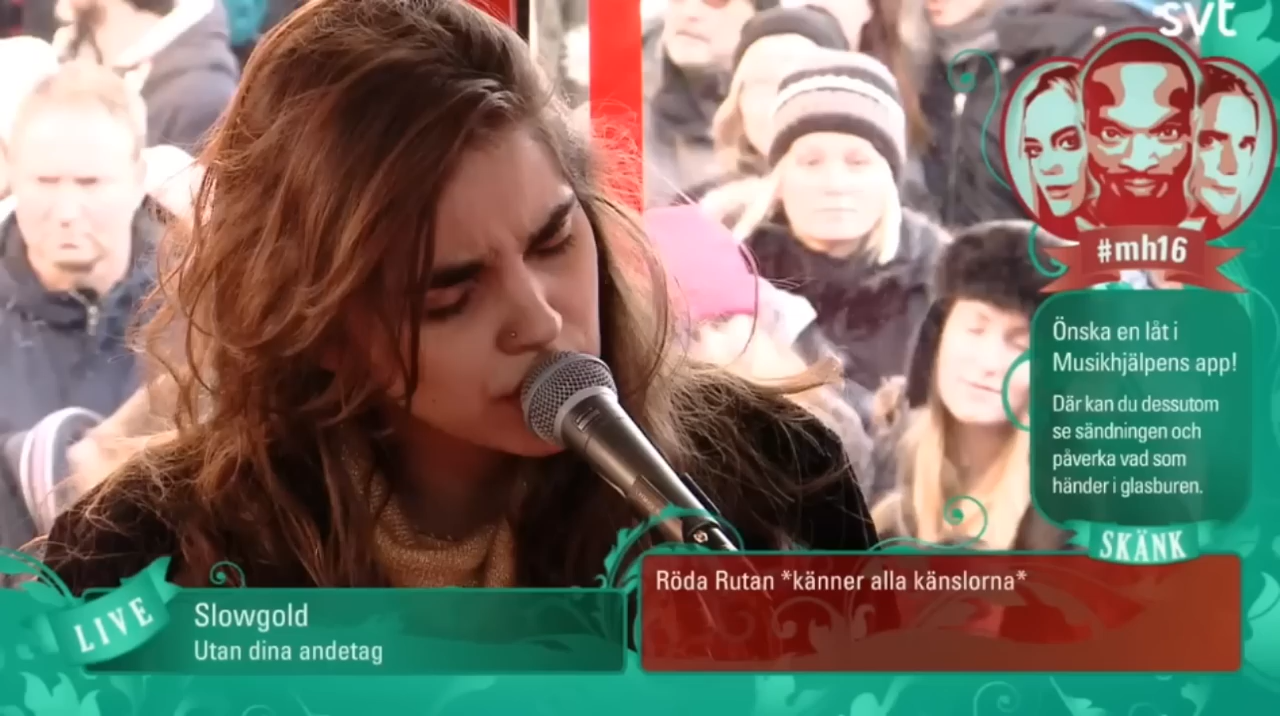 svt
#mh16
Önska en låt i
Musikhjälpens app!
Där kan du dessutom
se sändningen och
påverka vad som
händer i glasburen.
SKÄNK
Röda Rutan *känner alla känslorna*
LIVE
Slowgold
Utan dina andetag